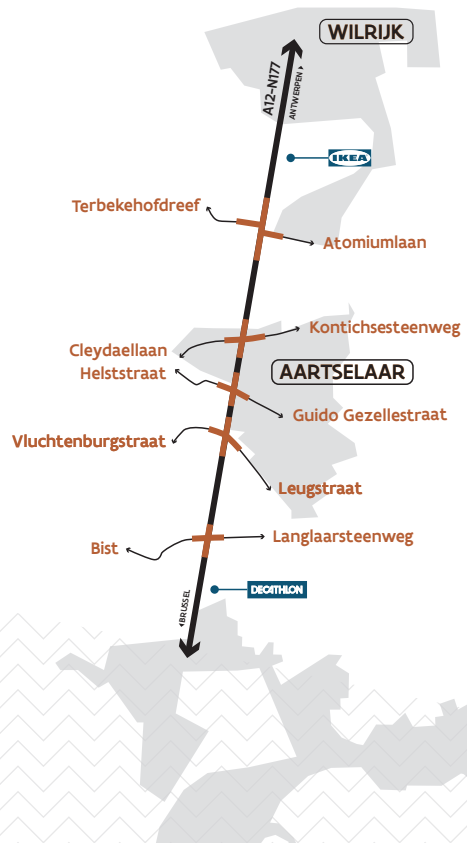 WILRIJK
A12-N177
ANTWERPEN
IKEA
Terbekehofdreef
Atomiumlaan
Kontichsesteenweg
Cleydaellaan
Helststraat
AARTSELAAR
Guido Gezellestraat
Vluchtenburgstraat
Leugstraat
Langlaarsteenweg
Bist
DECATHLON
BRUSSEL